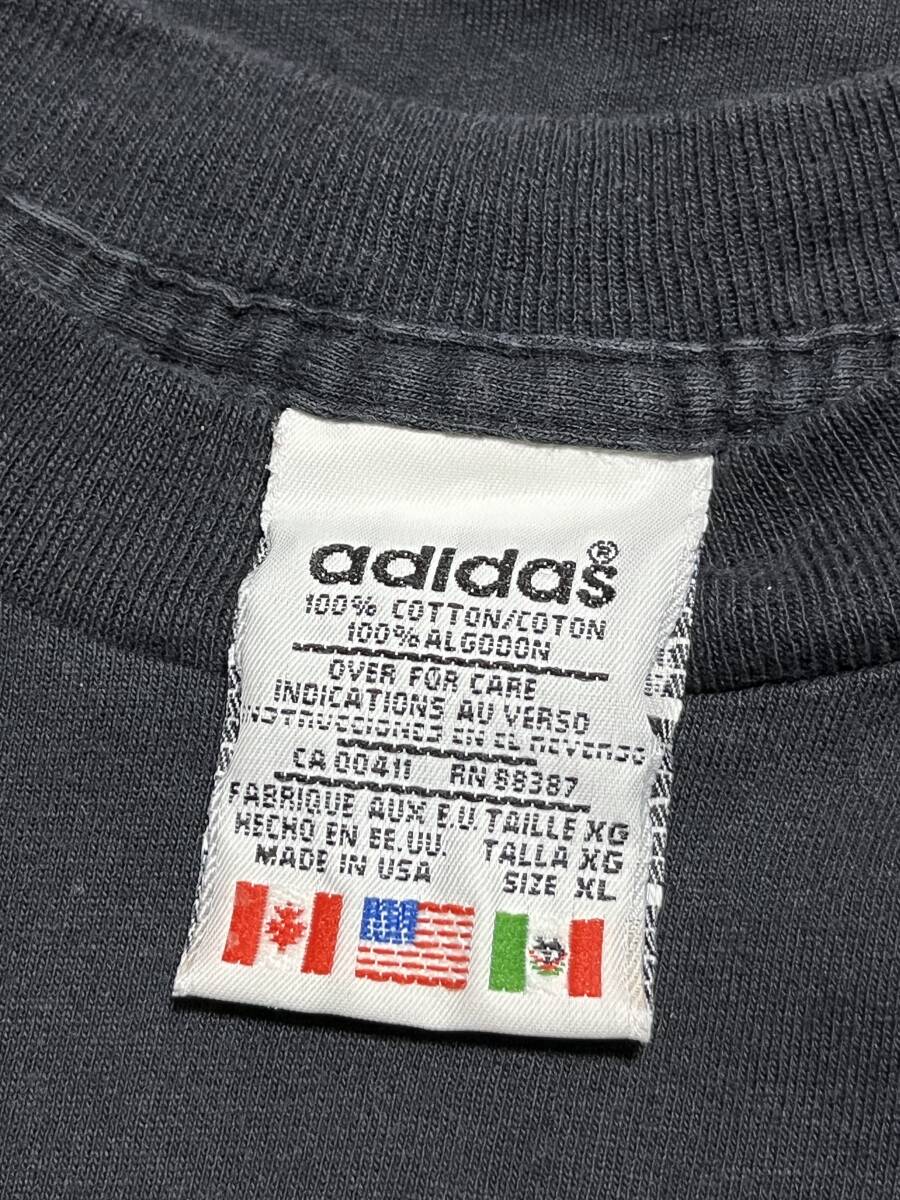 adidas®
100% COTTON/COTON
100% ALGODON
OVER FOR CARE
INDICATIONS AU VERSO
INSTRUCCIONES EN EL REVERSO
CA 00411 RN 88387
FABRIQUE AUX E.U. TAILLE XG
HECHO EN EE.UU. TALLA XG
MADE IN USA SIZE XL